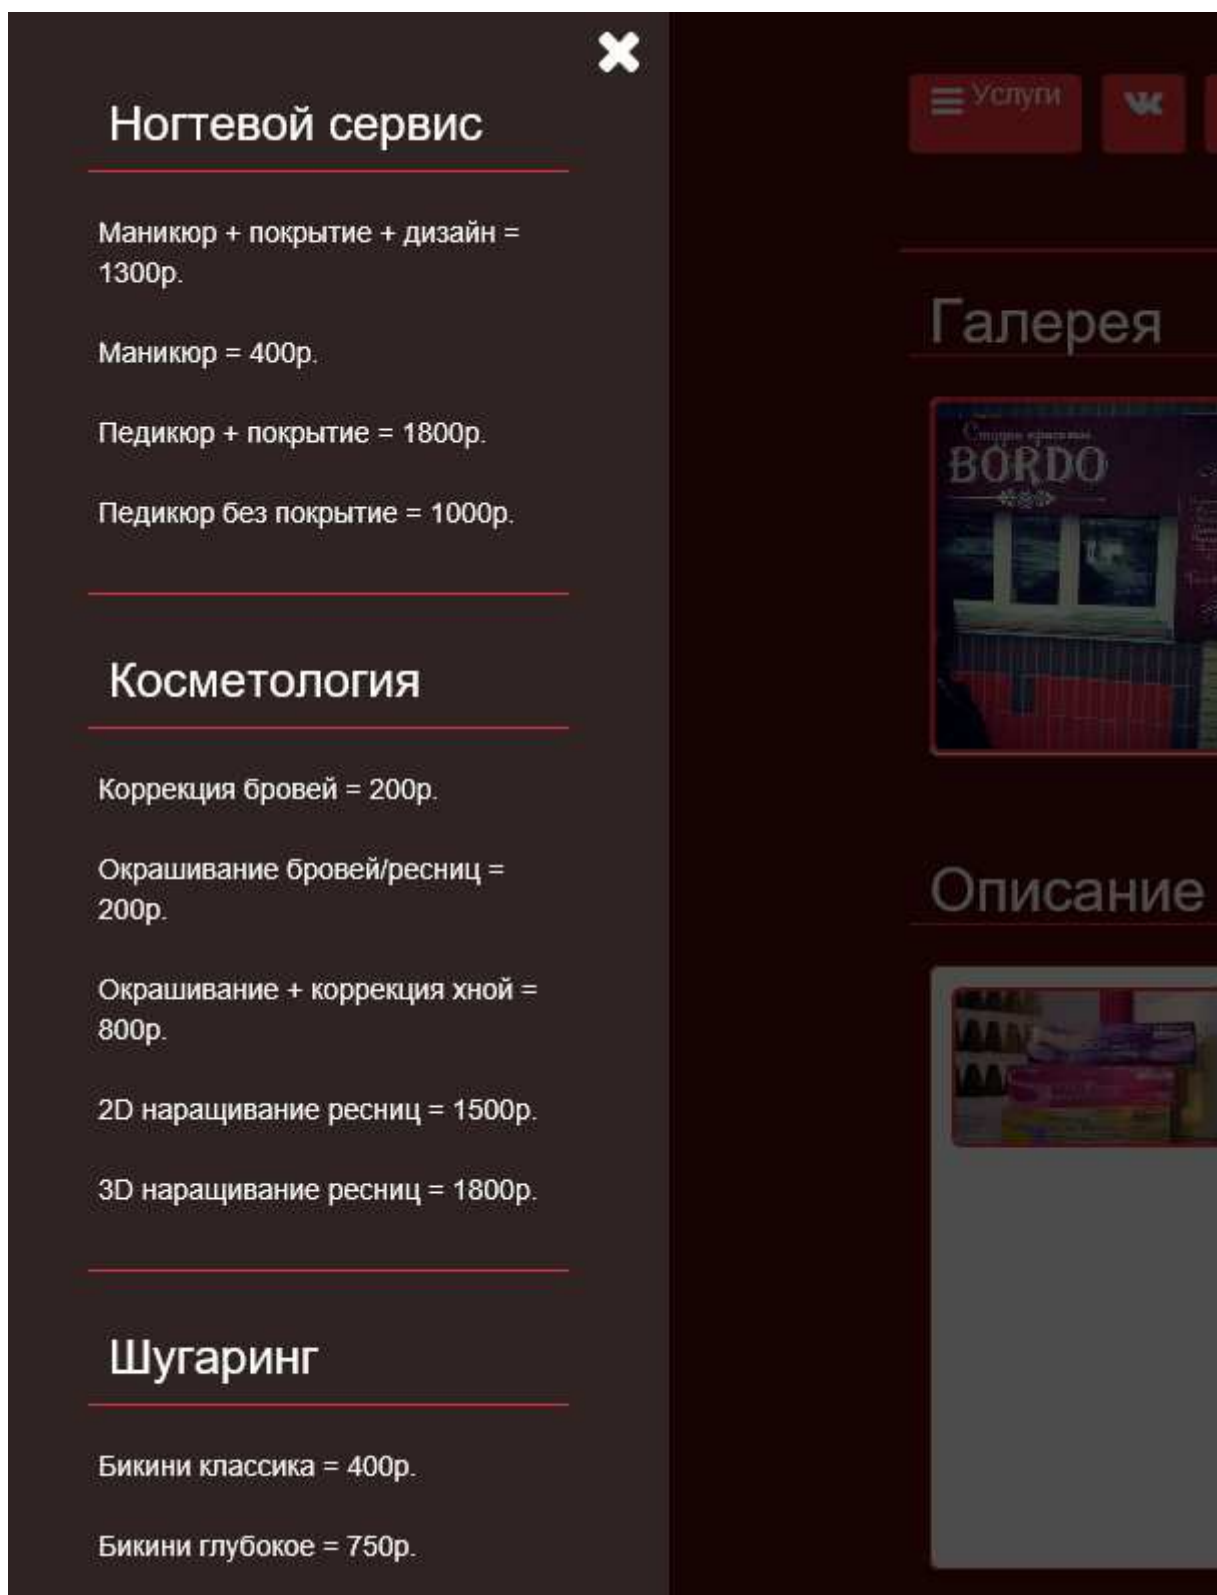 Ногтевой сервис
Маникюр + покрытие + дизайн =
1300р.
Маникюр = 400р.
Педикюр + покрытие = 1800р.
Педикюр без покрытие = 1000р.
Косметология
Коррекция бровей = 200р.
Окрашивание бровей/ресниц =
200р.
Окрашивание + коррекция хной =
800р.
2D наращивание ресниц = 1500р.
3D наращивание ресниц = 1800р.
Шугаринг
Бикини классика = 400р.
Бикини глубокое = 750р.
Услуги
Галерея
Студия красоты
BORDO
Описание